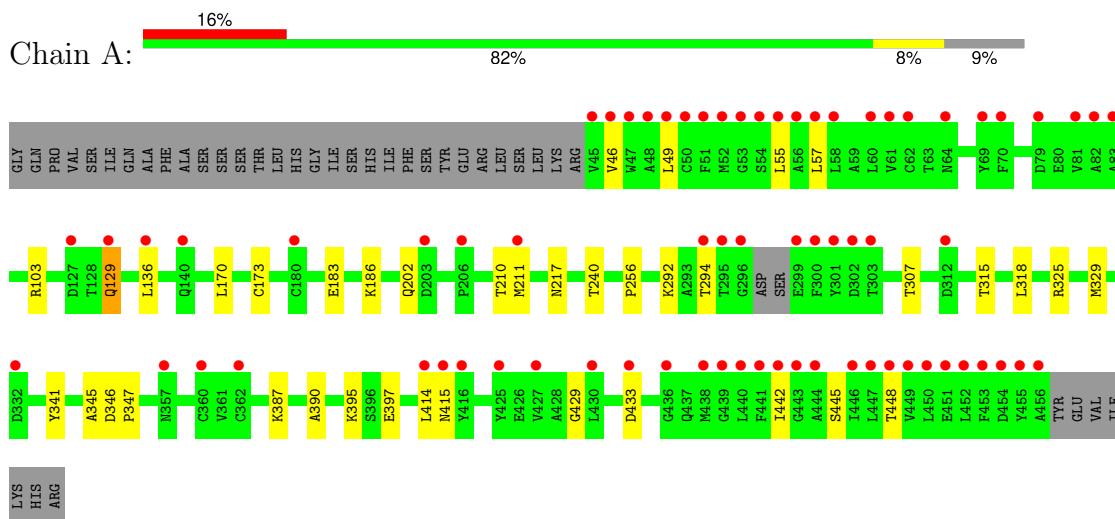 16%
Chain A:
82% 8% 9%
GLY GLN PRO VAL SER ILE GLN ALA PHE ALA SER SER SER THR LEU HIS GLY ILE SER HIS ILE PHE SER TYR GLU ARG LEU SER LEU LYS ARG V45 V46 W47 A48 L49 C50 F51 M52 G53 S54 L55 A56 L57 L58 A59 L60 V61 C62 T63 N64 Y69 F70 D79 E80 V81 A82 A83
R103 D127 T128 Q129 L136 Q140 L170 C173 C180 E183 K186 Q202 D203 P206 T210 M211 N217 T240 P256 K292 A293 T294 T295 G296 ASP SER E299 F300 Y301 D302 T303 T307 D312 T315 L318 R325 M329
D332 Y341 A345 D346 P347 N357 C360 V361 C362 K387 A390 K395 S396 E397 L414 N415 Y416 Y425 E426 V427 A428 G429 L430 D433 G436 Q437 M438 G439 L440 F441 I442 G443 A444 S445 I446 L447 T448 V449 L450 E451 L452 F453 D454 Y455 A456 TYR GLU VAL ILE
LYS HIS ARG